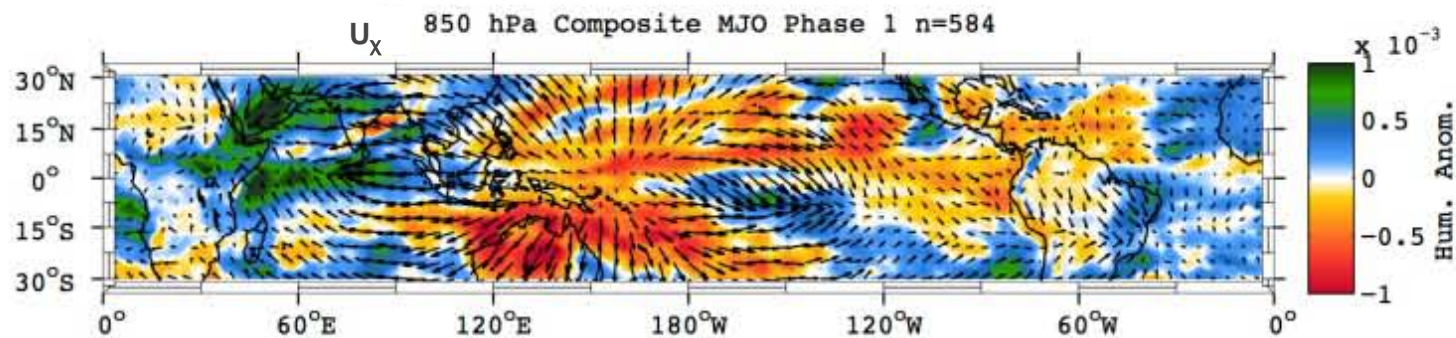 850 hPa Composite MJO Phase 1 n=584
Uₓ
x 10⁻³
30°N
15°N
0°
15°S
30°S
0° 60°E 120°E 180°W 120°W 60°W 0°
1
0.5
0
−0.5
−1
Hum. Anom.